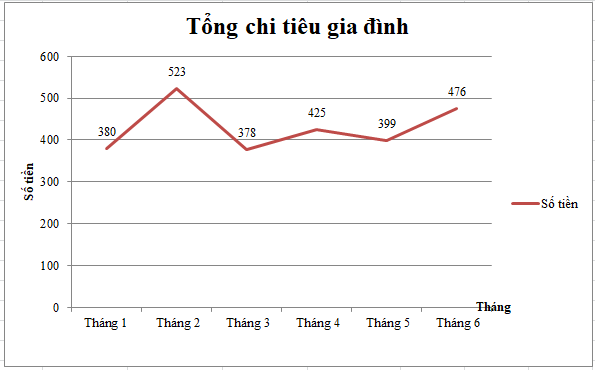 Tổng chi tiêu gia đình
600
500
400
300
200
100
0
Số tiền
380
523
378
425
399
476
Tháng 1
Tháng 2
Tháng 3
Tháng 4
Tháng 5
Tháng 6
Tháng
Số tiền